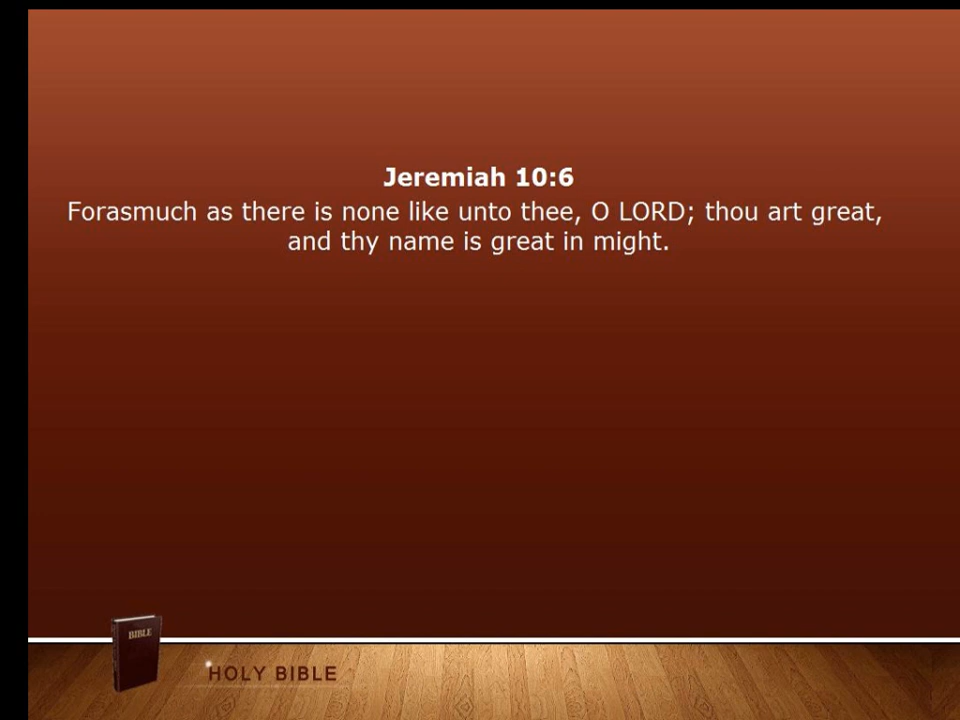 Jeremiah 10:6
Forasmuch as there is none like unto thee, O LORD; thou art great,
and thy name is great in might.
BIBLE
HOLY BIBLE